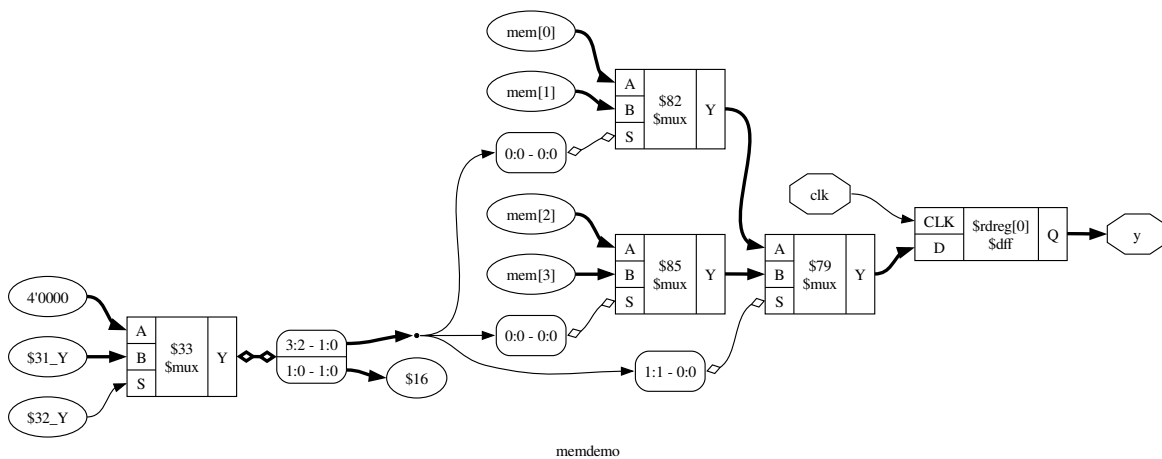 mem[0]
mem[1]
A
B
S
$82
$mux
Y
0:0 - 0:0
mem[2]
mem[3]
A
B
S
$85
$mux
Y
0:0 - 0:0
clk
A
B
S
$79
$mux
Y
CLK
D
$rdreg[0]
$dff
Q
y
4'0000
$31_Y
$32_Y
A
B
S
$33
$mux
Y
3:2 - 1:0
1:0 - 1:0
$16
1:1 - 0:0
memdemo